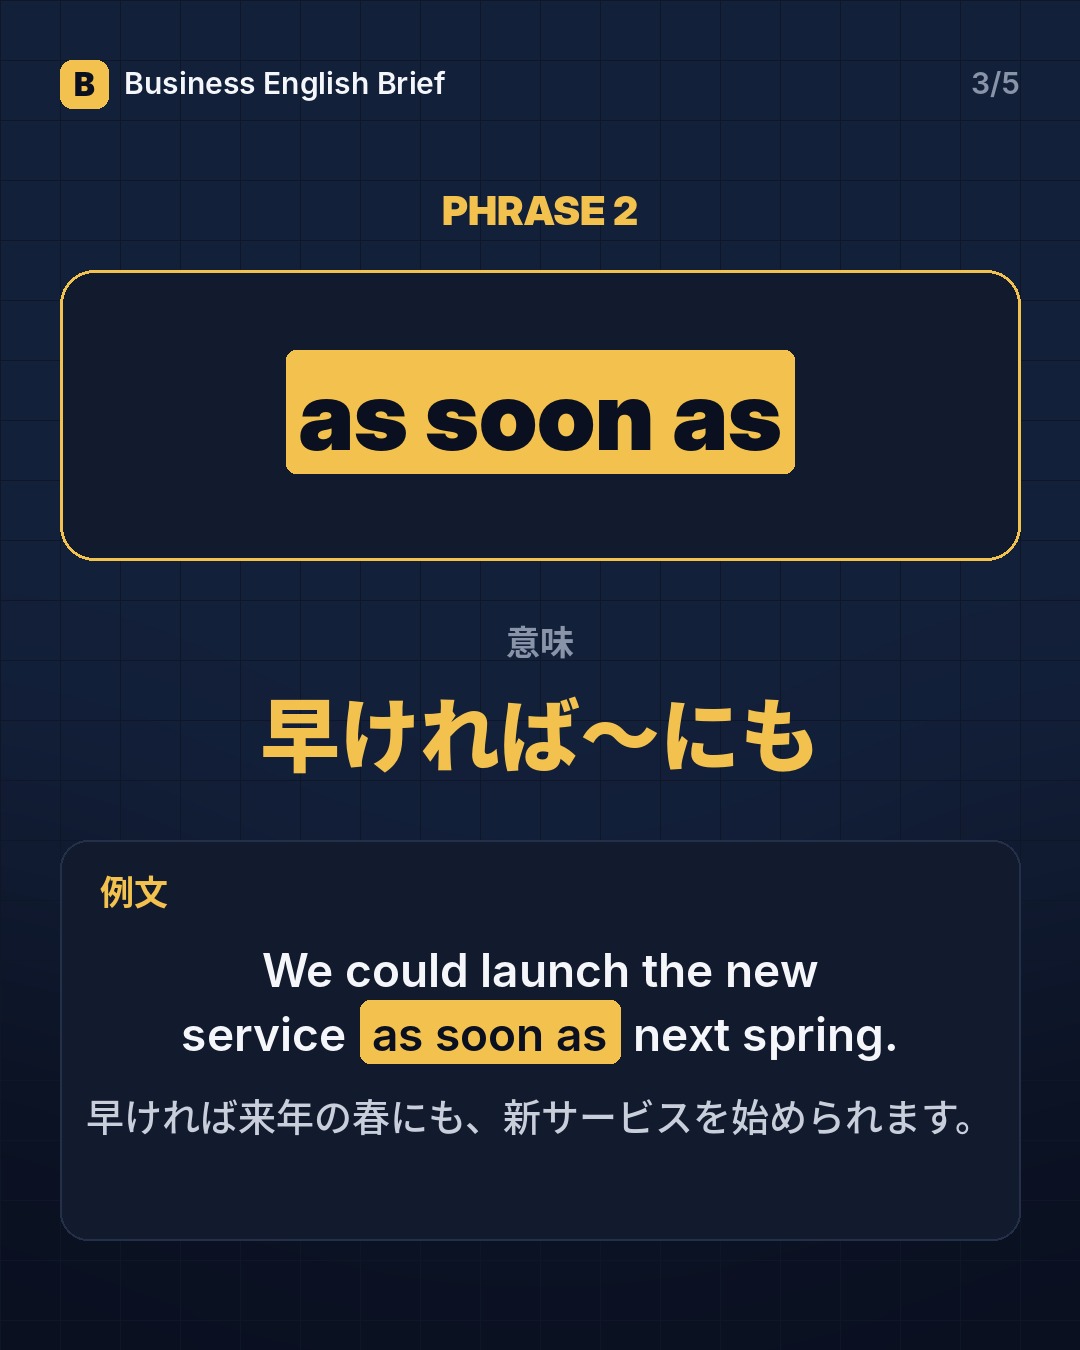 B Business English Brief 3/5
PHRASE 2
as soon as
意味
早ければ〜にも
例文
We could launch the new
service as soon as next spring.
早ければ来年の春にも、新サービスを始められます。